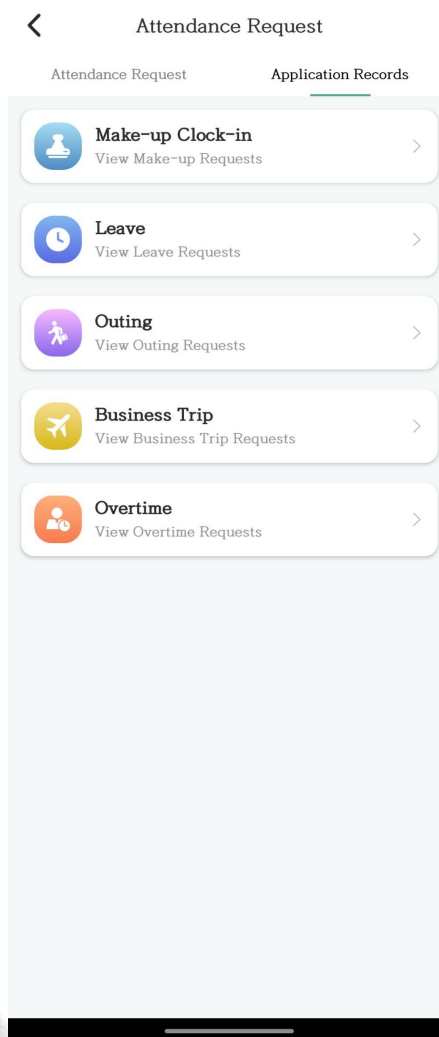 Attendance Request
Attendance Request
Application Records
Make-up Clock-in
View Make-up Requests
Leave
View Leave Requests
Outing
View Outing Requests
Business Trip
View Business Trip Requests
Overtime
View Overtime Requests